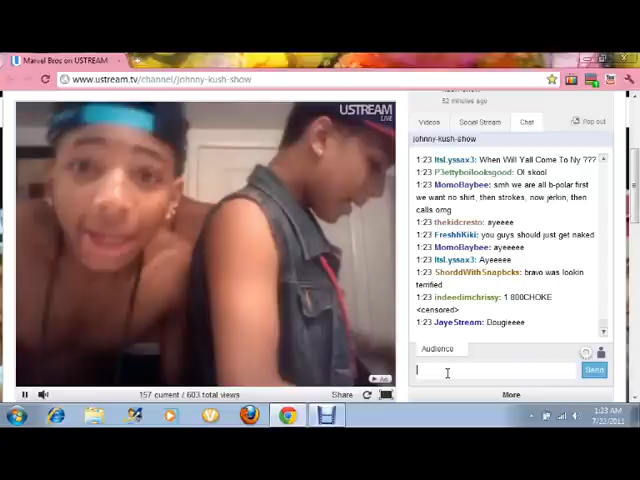 Marvel Bros on USTREAM
www.ustream.tv/channel/johnny-kush-show
52 minutes ago
Videos
Social Stream
Chat
Pop out
johnny-kush-show
USTREAM
LIVE
1:23 ItsLyssax3: When Will Yall Come To Ny ???
1:23 P3ettyboilooksgood: Ol skool
1:23 MomoBaybee: smh we are all b-polar first
we want no shirt, then strokes, now jerkin, then
calls omg
1:23 thekidcresto: ayeeee
1:23 FreshhKiki: you guys should just get naked
1:23 MomoBaybee: ayeeeee
1:23 ItsLyssax3: Ayeeeee
1:23 ShorddWithSnapbcks: bravo was lookin
terrified
1:23 indeedimchrissy: 1 800CHOKE
<censored>
1:23 JayeStream: Dougieeee
Audience
Send
Ad
157 current / 603 total views
Share
More
1:23 AM
7/22/2011